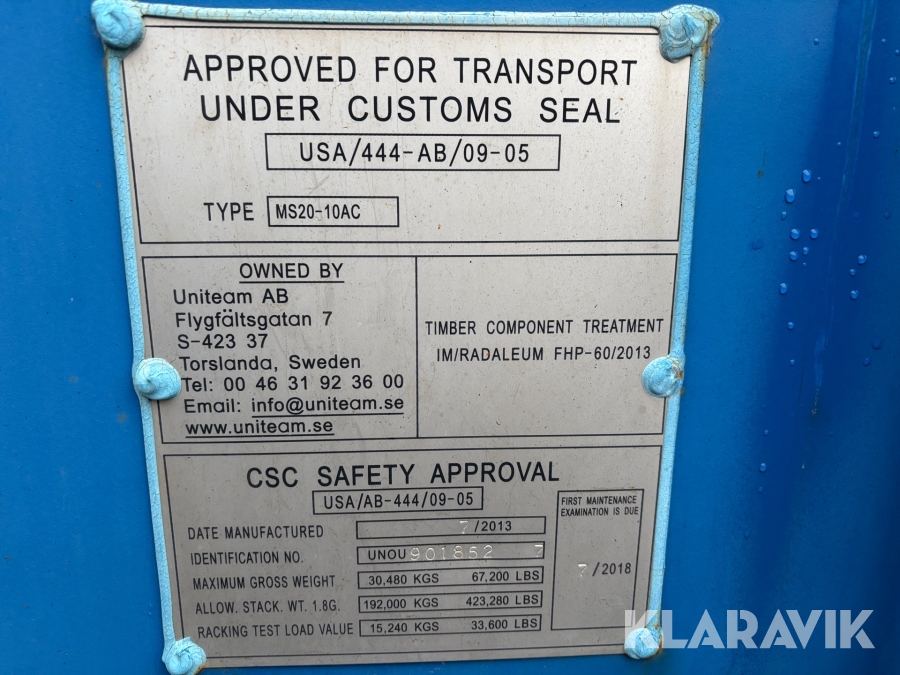 APPROVED FOR TRANSPORT
UNDER CUSTOMS SEAL
USA/444-AB/09-05
TYPE MS20-10AC
OWNED BY
Uniteam AB
Flygfältsgatan 7
S-423 37
Torslanda, Sweden
Tel: 00 46 31 92 36 00
Email: info@uniteam.se
www.uniteam.se
TIMBER COMPONENT TREATMENT
IM/RADALEUM FHP-60/2013
CSC SAFETY APPROVAL
USA/AB-444/09-05
DATE MANUFACTURED 7/2013
IDENTIFICATION NO. UNOU 901852 7
MAXIMUM GROSS WEIGHT 30,480 KGS 67,200 LBS
ALLOW. STACK. WT. 1.8G. 192,000 KGS 423,280 LBS
RACKING TEST LOAD VALUE 15,240 KGS 33,600 LBS
FIRST MAINTENANCE
EXAMINATION IS DUE
7/2018
KLARAVIK